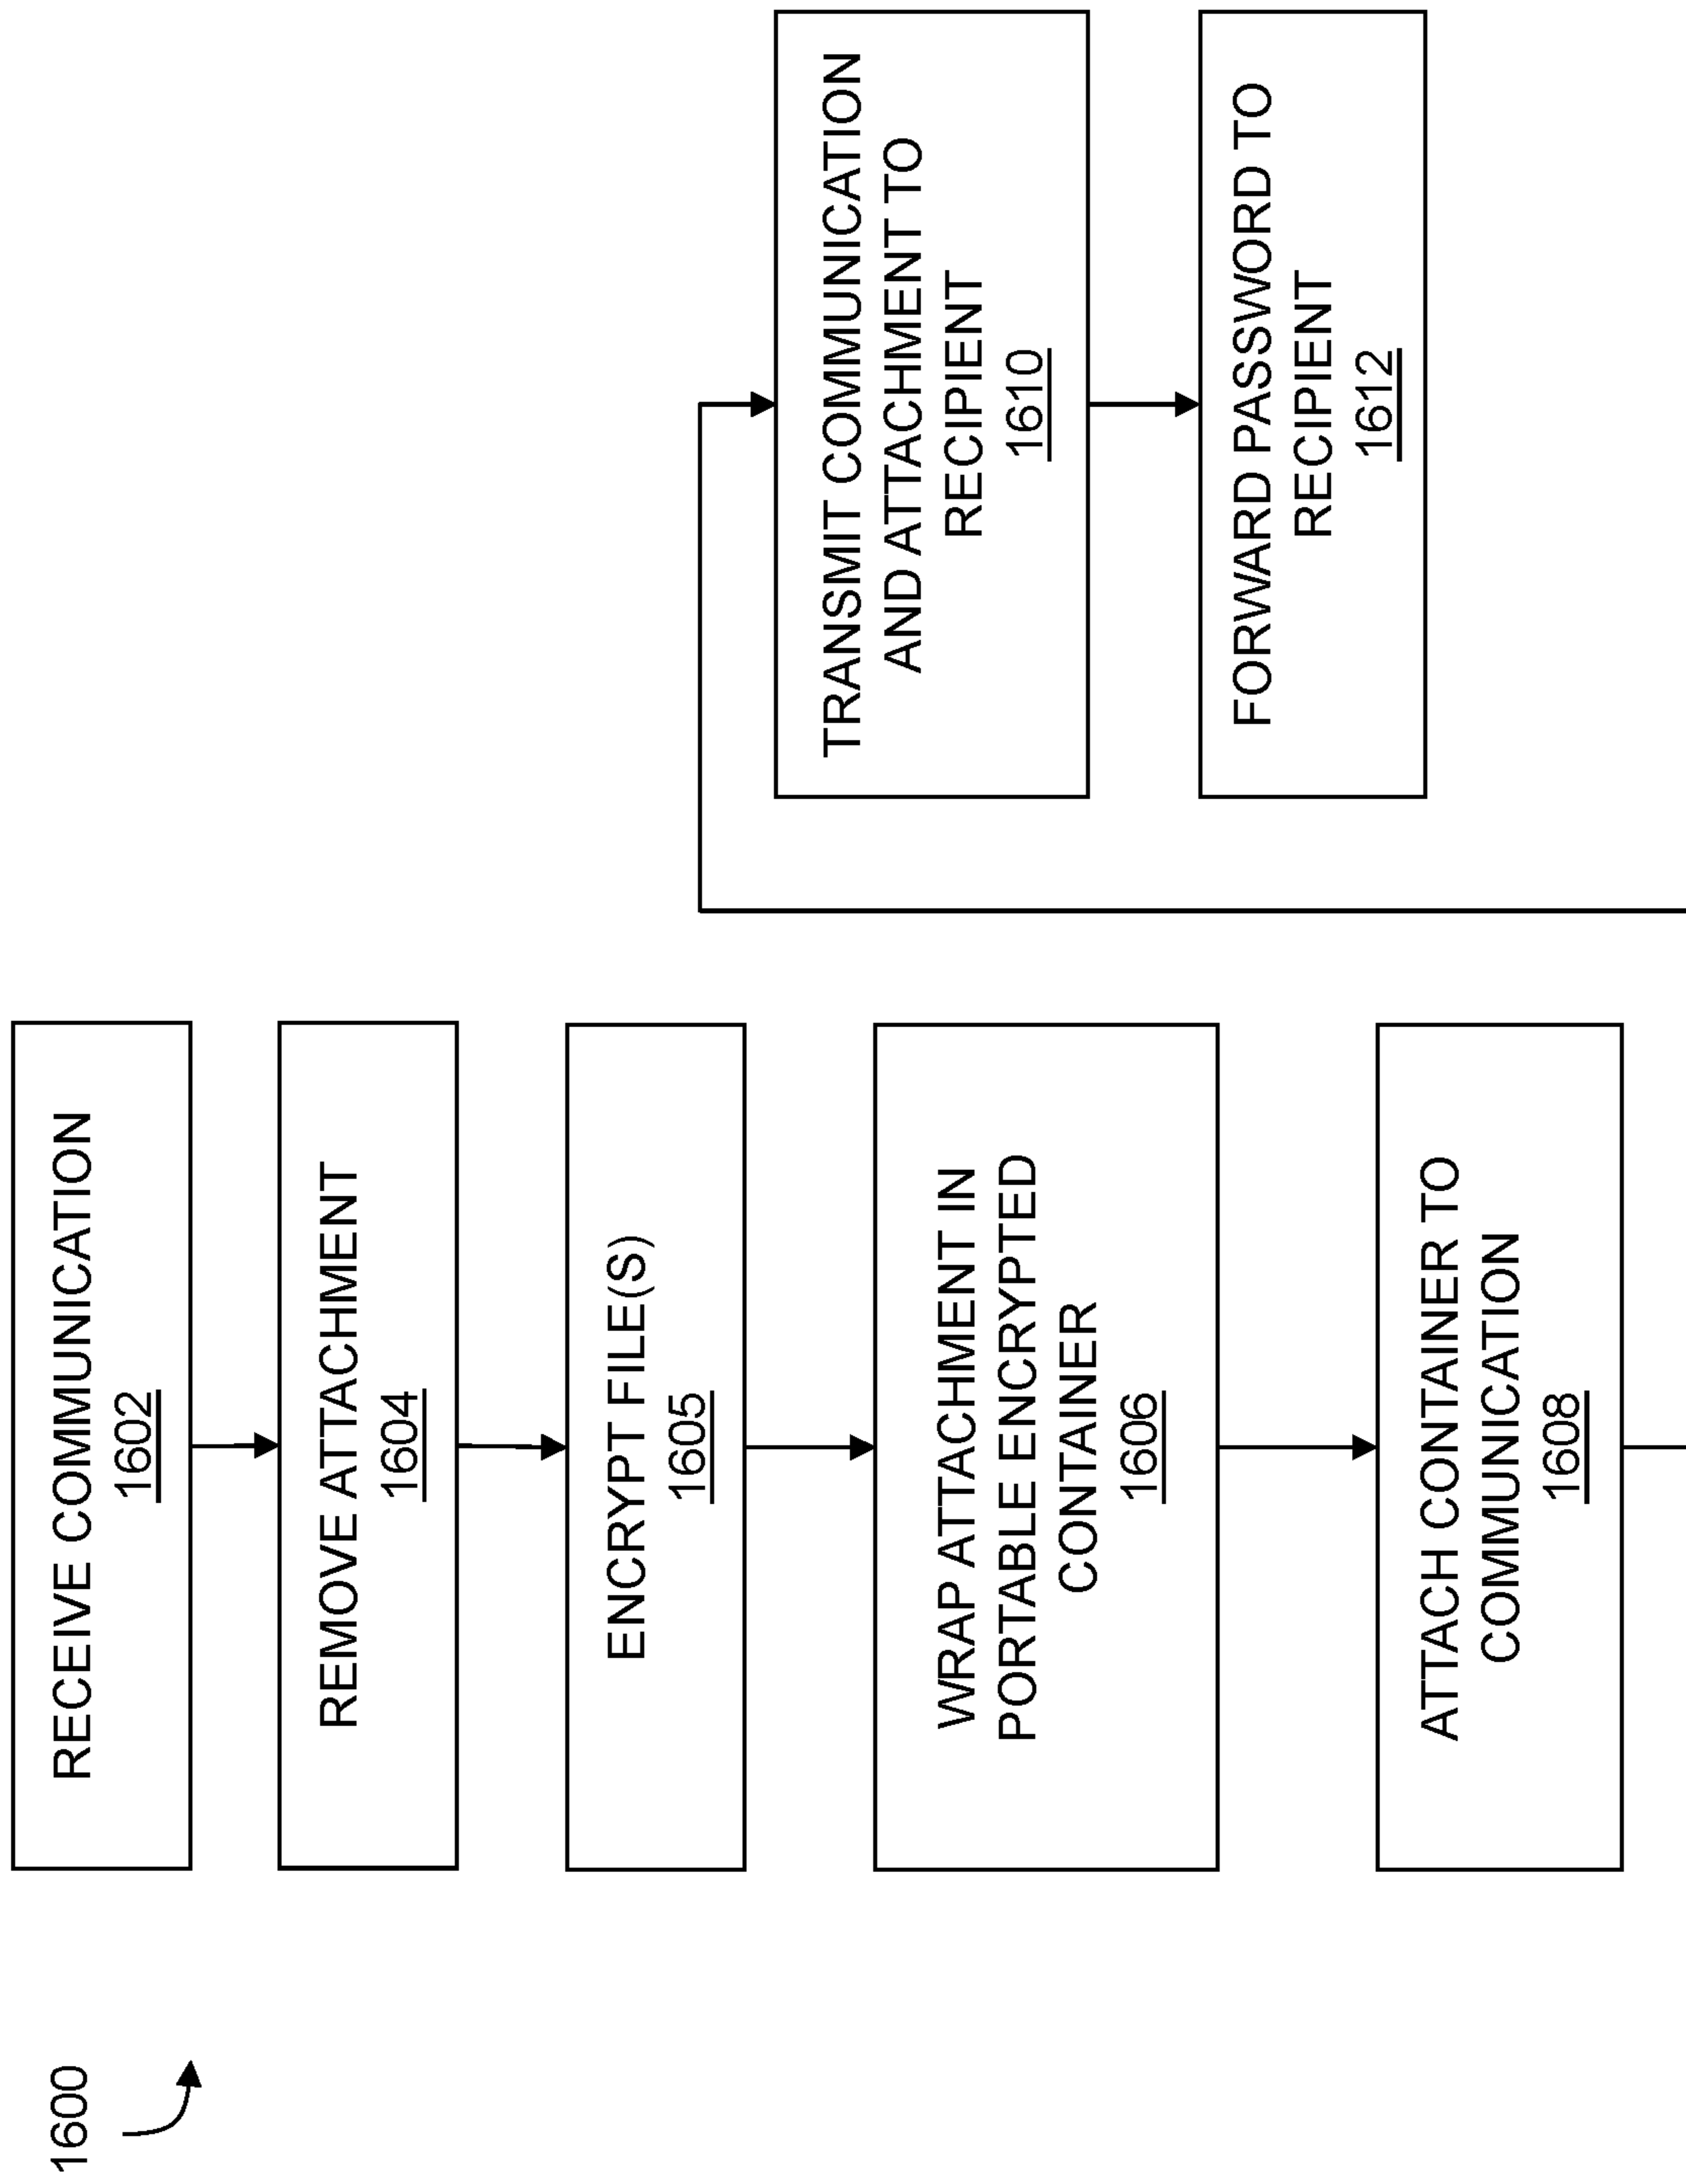 1600
RECEIVE COMMUNICATION
1602
REMOVE ATTACHMENT
1604
ENCRYPT FILE(S)
1605
WRAP ATTACHMENT IN
PORTABLE ENCRYPTED
CONTAINER
1606
ATTACH CONTAINER TO
COMMUNICATION
1608
TRANSMIT COMMUNICATION
AND ATTACHMENT TO
RECIPIENT
1610
FORWARD PASSWORD TO
RECIPIENT
1612